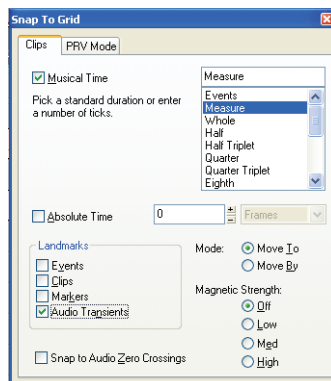 Snap To Grid
Clips PRV Mode
Musical Time
Pick a standard duration or enter
a number of ticks.
Measure
Events
Measure
Whole
Half
Half Triplet
Quarter
Quarter Triplet
Eighth
Absolute Time 0 Frames
Landmarks
Events
Clips
Markers
Audio Transients
Mode: Move To
Move By
Magnetic Strength:
Off
Low
Med
High
Snap to Audio Zero Crossings